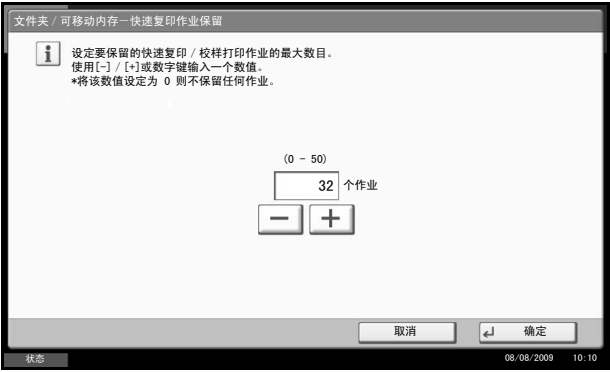 文件夹 / 可移动内存－快速复印作业保留
设定要保留的快速复印 / 校样打印作业的最大数目。
使用[-] / [+]或数字键输入一个数值。
*将该数值设定为 0 则不保留任何作业。
(0 - 50)
32 个作业
取消 确定
状态 08/08/2009 10:10